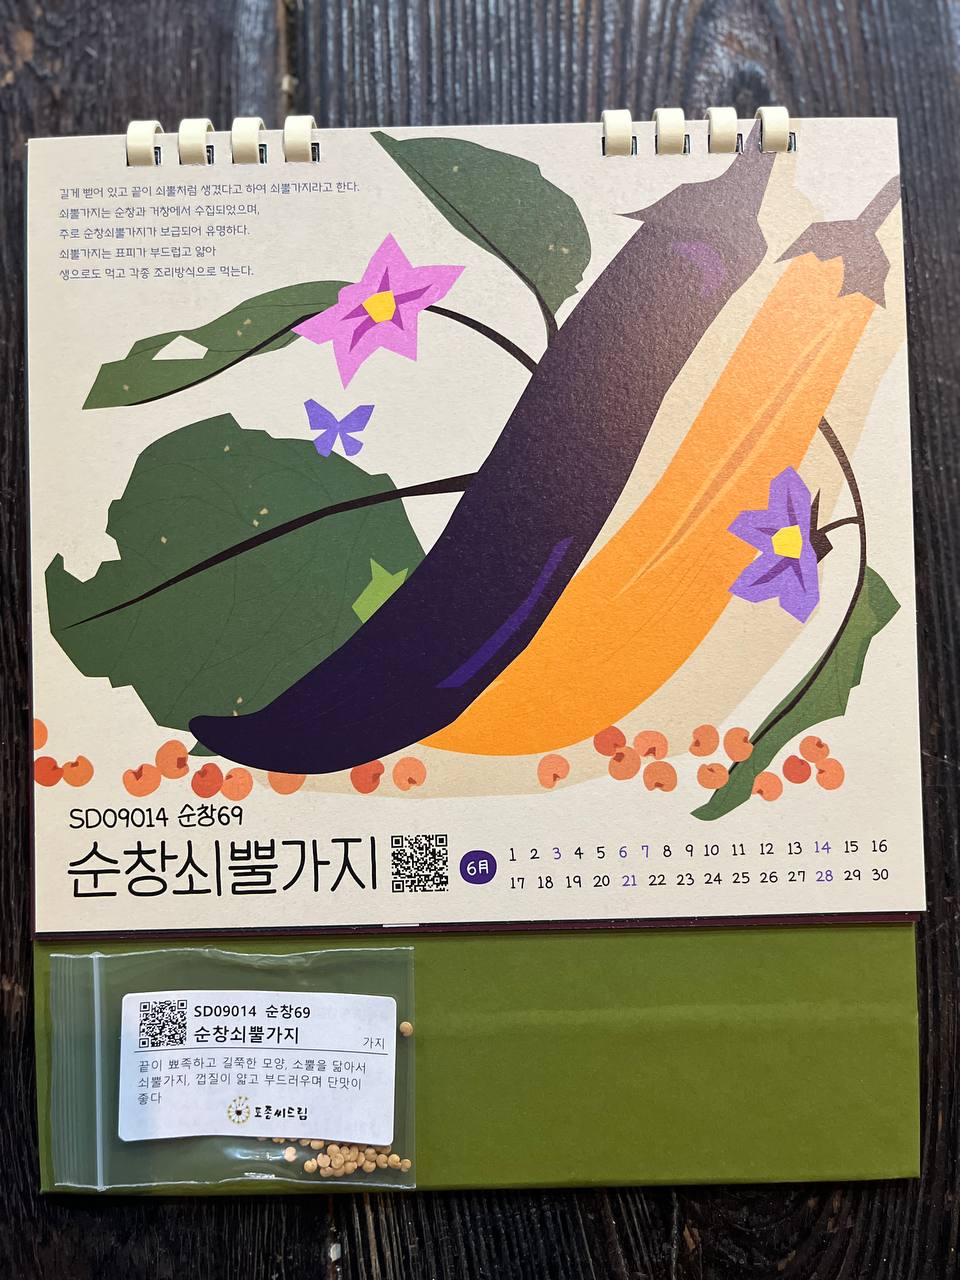 길게 뻗어 있고 끝이 쇠뿔처럼 생겼다고 하여 쇠뿔가지라고 한다.
쇠뿔가지는 순창과 거창에서 수집되었으며,
주로 순창쇠뿔가지가 보급되어 유명하다.
쇠뿔가지는 표피가 부드럽고 얇아
생으로도 먹고 각종 조리방식으로 먹는다.
SD09014 순창69
순창쇠뿔가지
6月
1 2 3 4 5 6 7 8 9 10 11 12 13 14 15 16
17 18 19 20 21 22 23 24 25 26 27 28 29 30
SD09014 순창69
순창쇠뿔가지
가지
끝이 뾰족하고 길쭉한 모양, 소뿔을 닮아서
쇠뿔가지, 껍질이 얇고 부드러우며 단맛이
좋다
토종씨드림